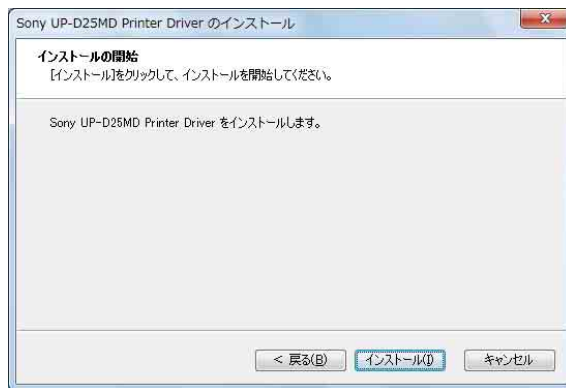 Sony UP-D25MD Printer Driver のインストール
インストールの開始
[インストール]をクリックして、インストールを開始してください。
Sony UP-D25MD Printer Driver をインストールします。
< 戻る(B) インストール(I) キャンセル